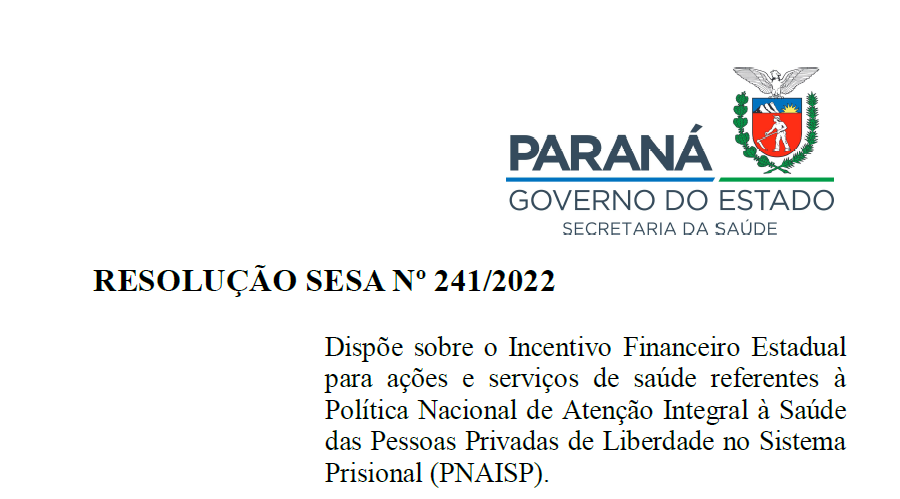 PARANÁ
GOVERNO DO ESTADO
SECRETARIA DA SAÚDE
RESOLUÇÃO SESA Nº 241/2022
Dispõe sobre o Incentivo Financeiro Estadual
para ações e serviços de saúde referentes à
Política Nacional de Atenção Integral à Saúde
das Pessoas Privadas de Liberdade no Sistema
Prisional (PNAISP).